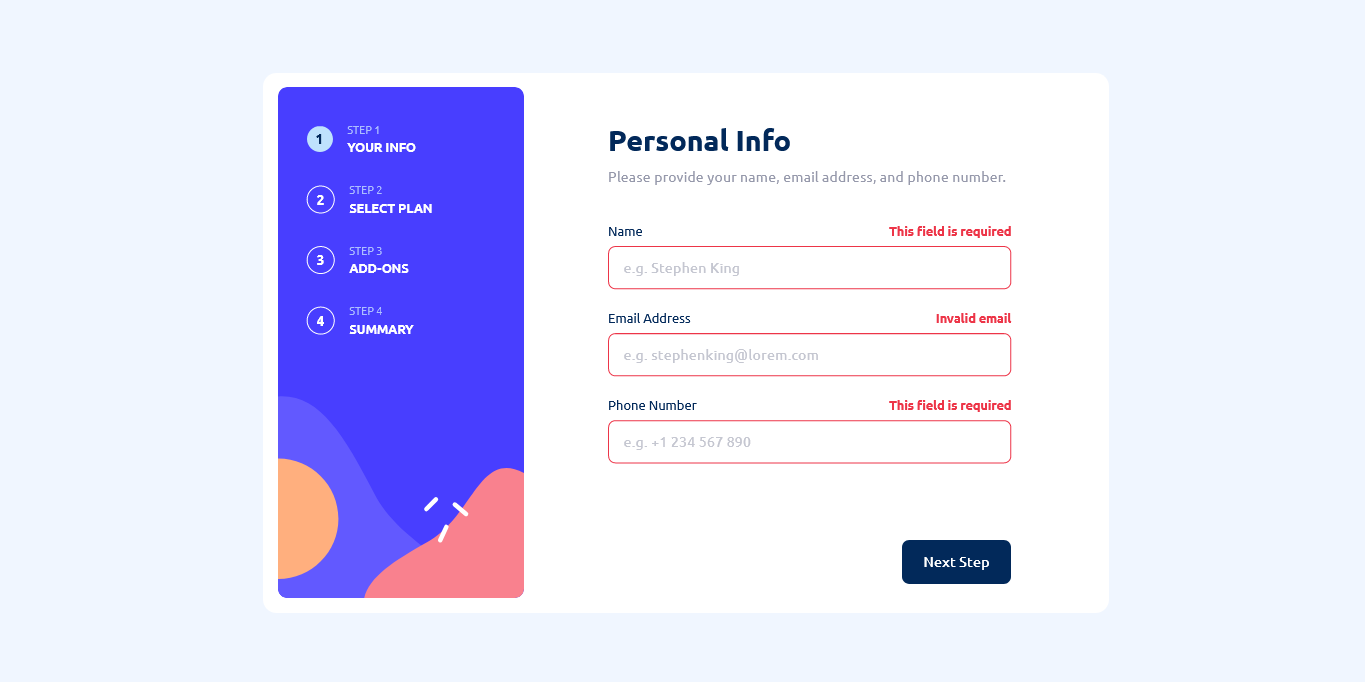 1
STEP 1
YOUR INFO
2
STEP 2
SELECT PLAN
3
STEP 3
ADD-ONS
4
STEP 4
SUMMARY
Personal Info
Please provide your name, email address, and phone number.
Name This field is required
e.g. Stephen King
Email Address Invalid email
e.g. stephenking@lorem.com
Phone Number This field is required
e.g. +1 234 567 890
Next Step